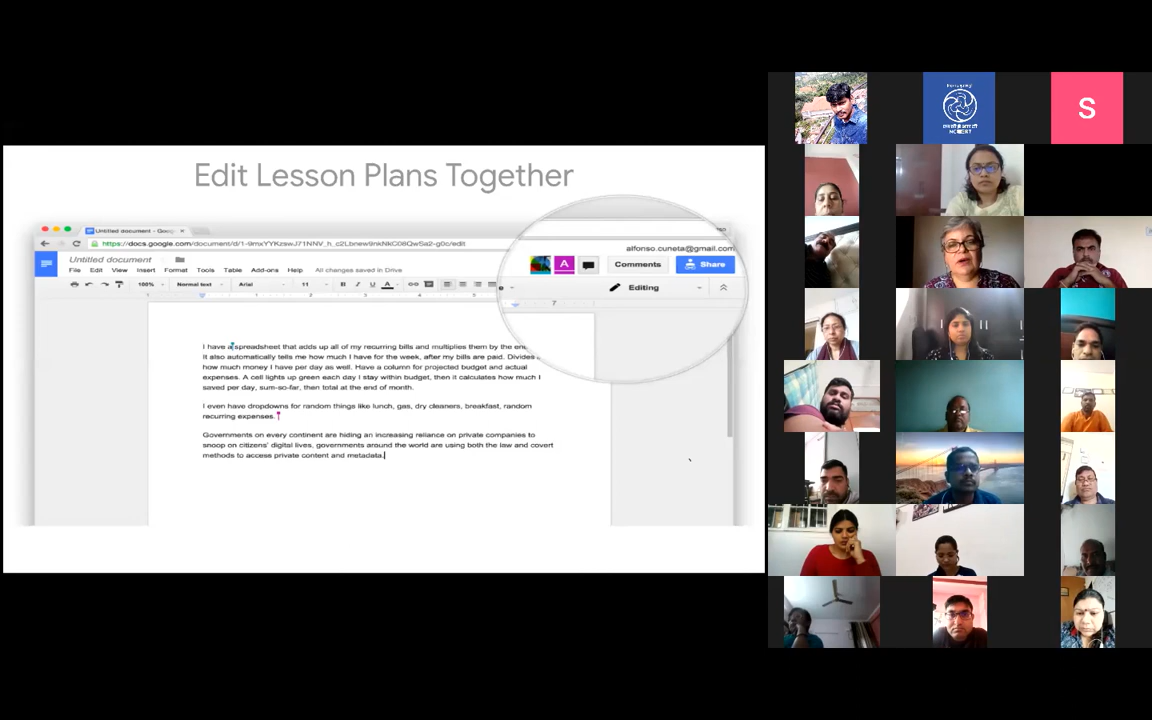 Edit Lesson Plans Together
Untitled document - Goog
https://docs.google.com/document/d/1-9mxYYKzswJ71NNV_h_c2Lbnew9nkNkC08QwSa2-g0c/edit
alfonso.cuneta@gmail.com
Untitled document
File Edit View Insert Format Tools Table Add-ons Help All changes saved in Drive
A Comments Share
100% Normal text Arial 11 B I U A
Editing
I have a spreadsheet that adds up all of my recurring bills and multiplies them by the end
It also automatically tells me how much I have for the week, after my bills are paid. Divides
how much money I have per day as well. Have a column for projected budget and actual
expenses. A cell lights up green each day I stay within budget, then it calculates how much I
saved per day, sum-so-far, then total at the end of month.
I even have dropdowns for random things like lunch, gas, dry cleaners, breakfast, random
recurring expenses.
Governments on every continent are hiding an increasing reliance on private companies to
snoop on citizens' digital lives, governments around the world are using both the law and covert
methods to access private content and metadata.
S
NCERT